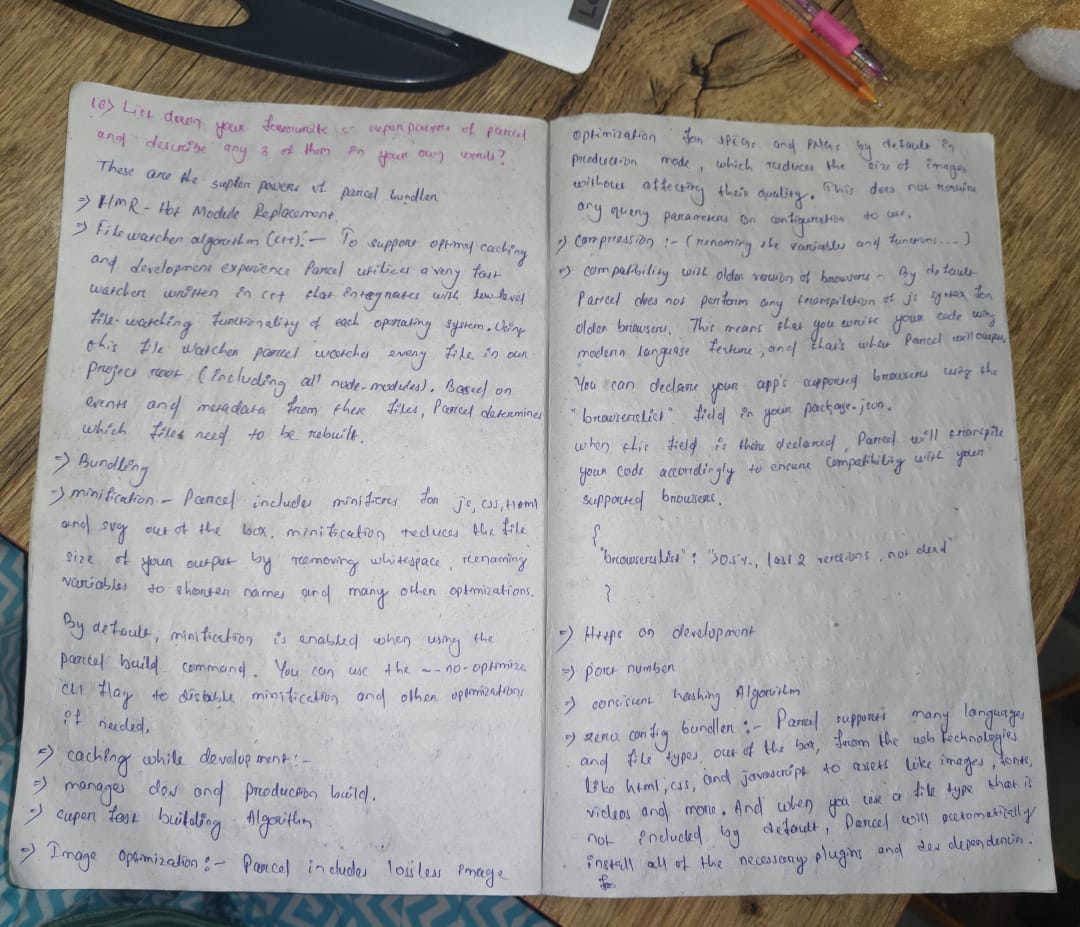 16) List down your favourite 5 superpowers of parcel
and describe any 3 of them in your own words?
These are the supter powers of parcel bundler
=> HMR - Hot Module Replacement.
=> File watcher algorithm (C++):- To support optimal caching
and development experience Parcel utilizes a very fast
watcher written in C++ that integrates with low-level
file-watching functionality of each operating system. Using
this file watcher parcel watches every file in our
Project root (including all node-modules). Based on
events and metadata from these files, Parcel determines
which files need to be rebuilt.
=> Bundling
=> minification - Parcel includes minifiers for js, css, html
and svg out of the box. minification reduces the file
size of your output by removing whitespace, renaming
variables to shorter names and many other optimizations.
By default, minification is enabled when using the
parcel build command. You can use the --no-optimize
CLI flag to disable minification and other optimizations
if needed.
=> caching while development:-
=> manages dev and production build.
=> super fast building Algorithm
=> Image optimization:- Parcel includes lossless image
optimization for JPEGs and PNGs by default in
production mode, which reduces the size of images
without affecting their quality. This does not require
any query parameters or configuration to use.
=> Compression :- (renaming the variables and functions....)
=> compatibility with older version of browsers - By default
Parcel does not perform any transpilation of js syntax for
older browsers. This means that you write your code using
modern language feature, and that's what Parcel will output.
You can declare your app's supported browsers using the
"browserslist" field in your package.json.
when this field is there declared, Parcel will transpile
your code accordingly to ensure compatibility with your
supported browsers.
{
"browserslist" : ">0.5%, last 2 versions, not dead"
}
=> Https on development
=> port number
=> consisent hashing Algorithm
=> zero config bundler :- Parcel supports many languages
and file types out of the box, from the web technologies
like html, css, and javascript to assets like images, fonts,
videos and more. And when you use a file type that is
not included by default, Parcel will automatically
install all of the necessary plugins and dev dependencies.